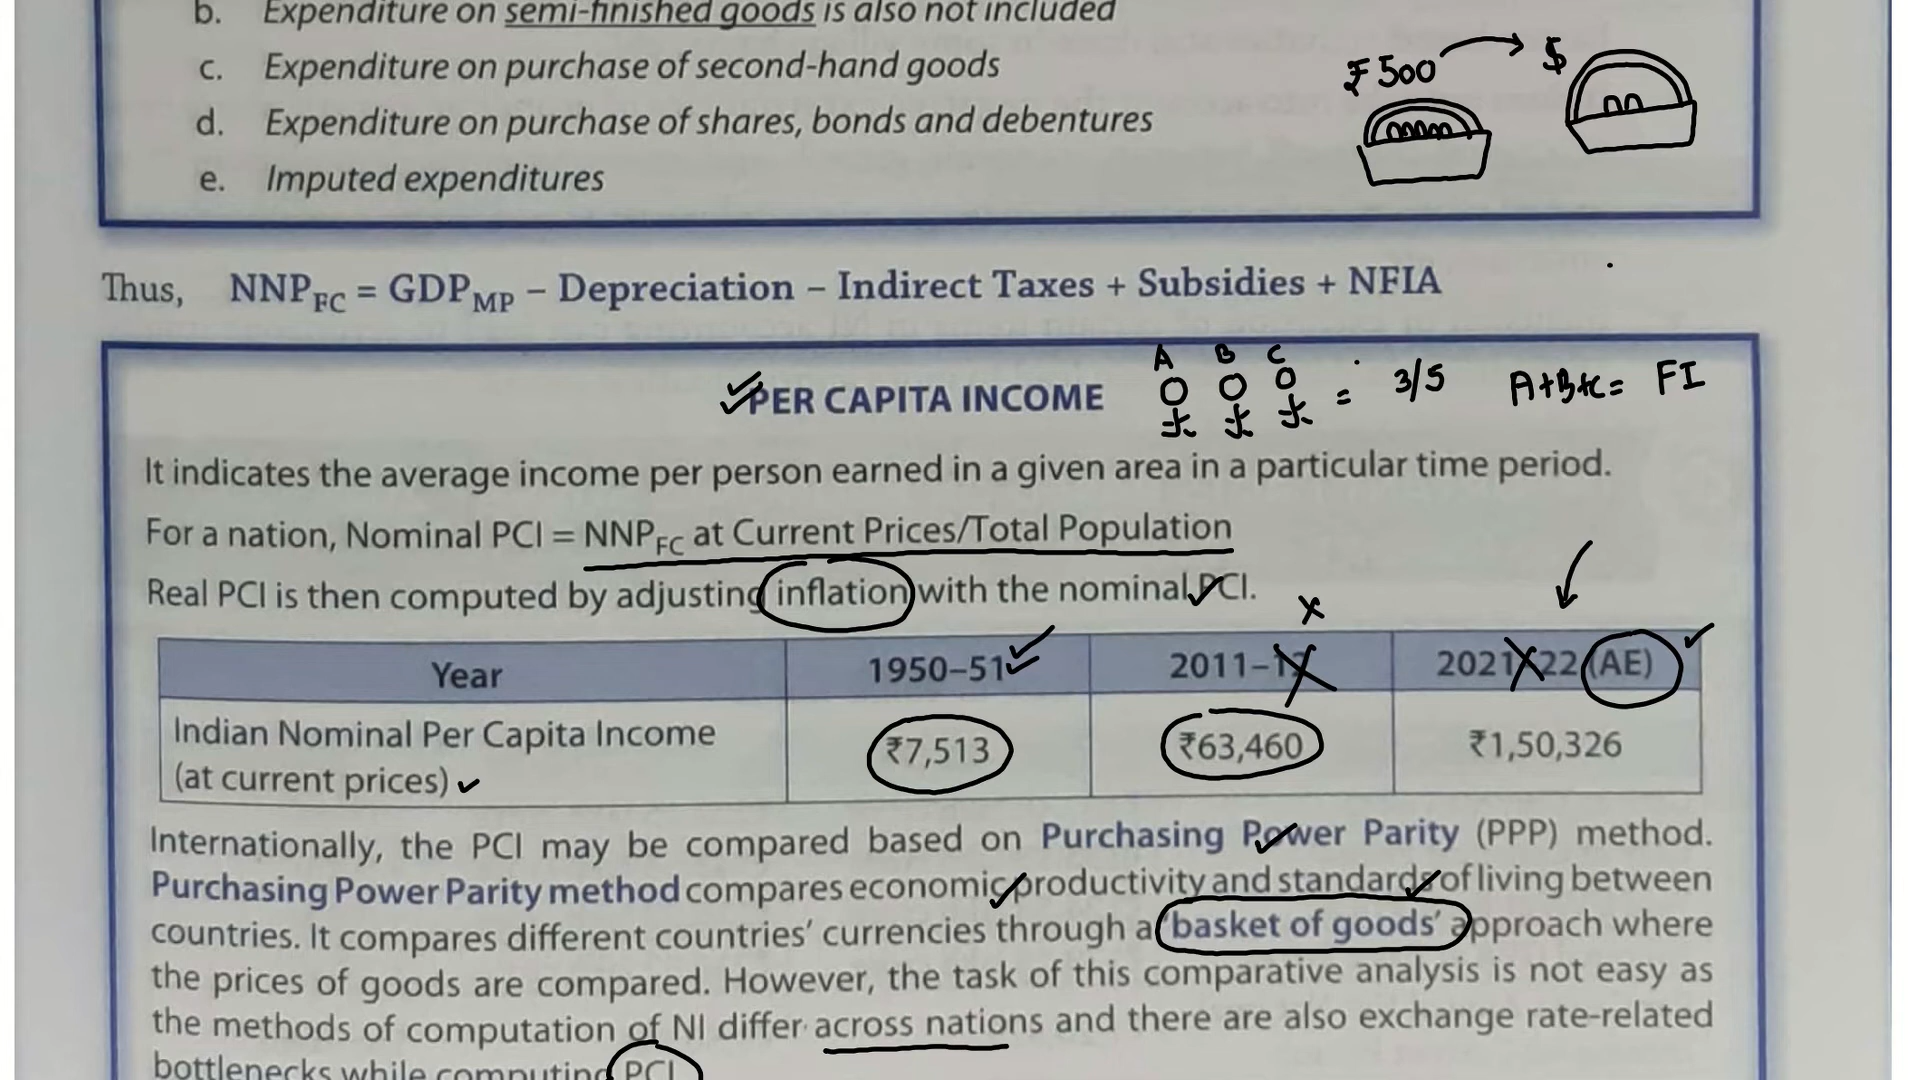 b. Expenditure on semi-finished goods is also not included
c. Expenditure on purchase of second-hand goods
d. Expenditure on purchase of shares, bonds and debentures
e. Imputed expenditures
₹500 $
Thus, NNPFC = GDPMP – Depreciation – Indirect Taxes + Subsidies + NFIA
A B C
PER CAPITA INCOME = 3/5 A+B+C= FI
It indicates the average income per person earned in a given area in a particular time period.
For a nation, Nominal PCI = NNPFC at Current Prices/Total Population
Real PCI is then computed by adjusting inflation with the nominal PCI.
Year 1950–51 2011–12 2021–22 (AE)
Indian Nominal Per Capita Income
(at current prices) ₹7,513 ₹63,460 ₹1,50,326
Internationally, the PCI may be compared based on Purchasing Power Parity (PPP) method.
Purchasing Power Parity method compares economic productivity and standards of living between
countries. It compares different countries' currencies through a 'basket of goods' approach where
the prices of goods are compared. However, the task of this comparative analysis is not easy as
the methods of computation of NI differ across nations and there are also exchange rate-related
bottlenecks while computing PCI.